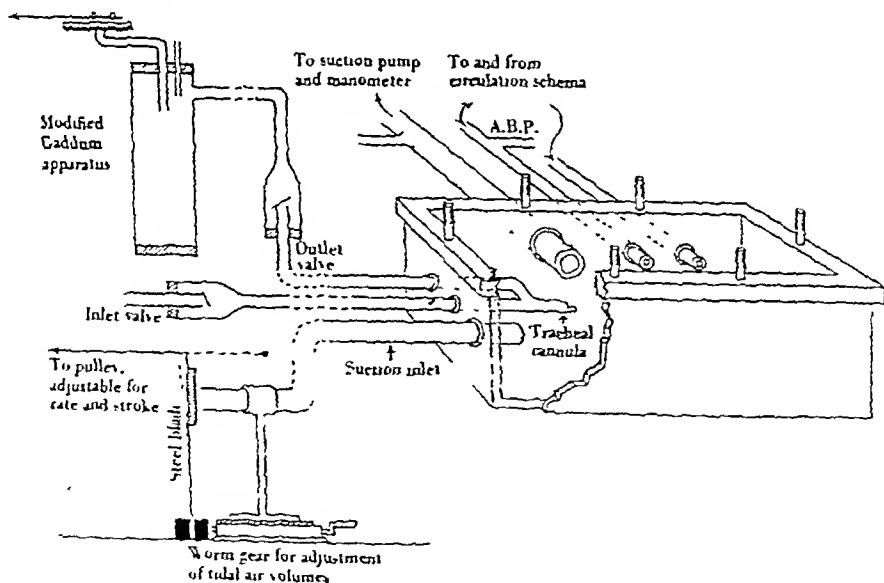 To suction pump
and manometer
To and from
circulation schema
A.B.P.
Modified
Gaddum
apparatus
Outlet
valve
Inlet valve
Tracheal
cannula
Suction inlet
To pulley,
adjustable for
rate and stroke
Steel blade
Worm gear for adjustment
of tidal air volumes